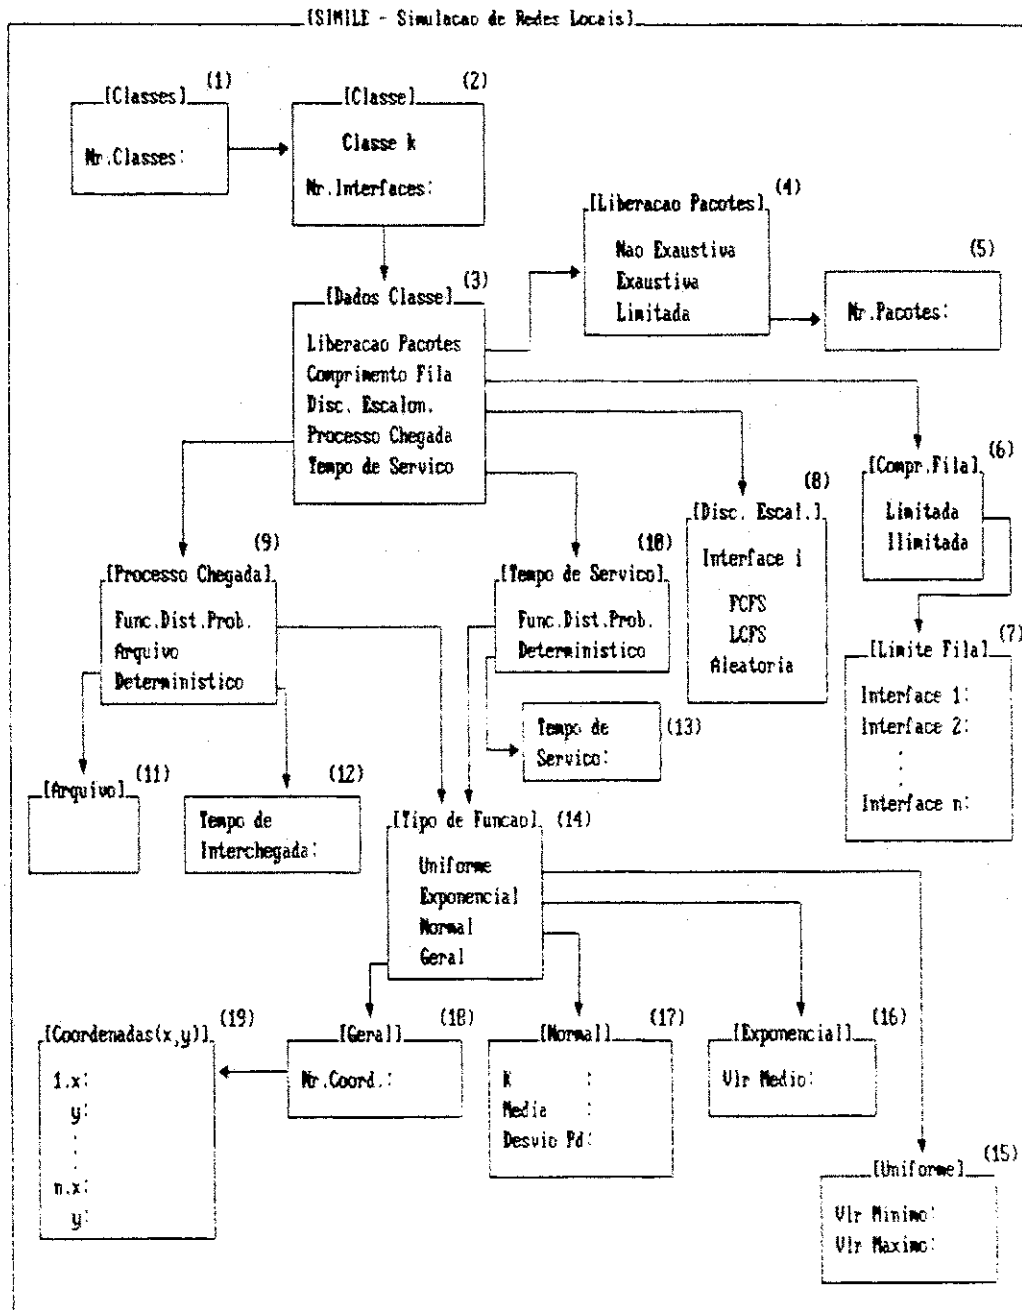 [SIMILE - Simulacao de Redes Locais]
(1)
[Classes]
Nr.Classes:
(2)
[Classe]
Classe k
Nr.Interfaces:
(3)
[Dados Classe]
Liberacao Pacotes
Comprimento Fila
Disc. Escalon.
Processo Chegada
Tempo de Servico
(4)
[Liberacao Pacotes]
Nao Exaustiva
Exaustiva
Limitada
(5)
Nr.Pacotes:
(6)
[Compr.Fila]
Limitada
Ilimitada
(7)
[Limite Fila]
Interface 1:
Interface 2:
.
.
Interface n:
(8)
[Disc. Escal.]
Interface i
FCFS
LCFS
Aleatoria
(9)
[Processo Chegada]
Func.Dist.Prob.
Arquivo
Deterministico
(10)
[Tempo de Servico]
Func.Dist.Prob.
Deterministico
(11)
[Arquivo]
(12)
Tempo de
Interchegada:
(13)
Tempo de
Servico:
[Tipo de Funcao] (14)
Uniforme
Exponencial
Normal
Geral
(19)
[Coordenadas(x,y)]
1.x:
y:
.
.
n.x:
y:
(18)
[Geral]
Nr.Coord.:
(17)
[Normal]
K :
Media :
Desvio Pd:
(16)
[Exponencial]
Vlr Medio:
(15)
[Uniforme]
Vlr Minimo:
Vlr Maximo: